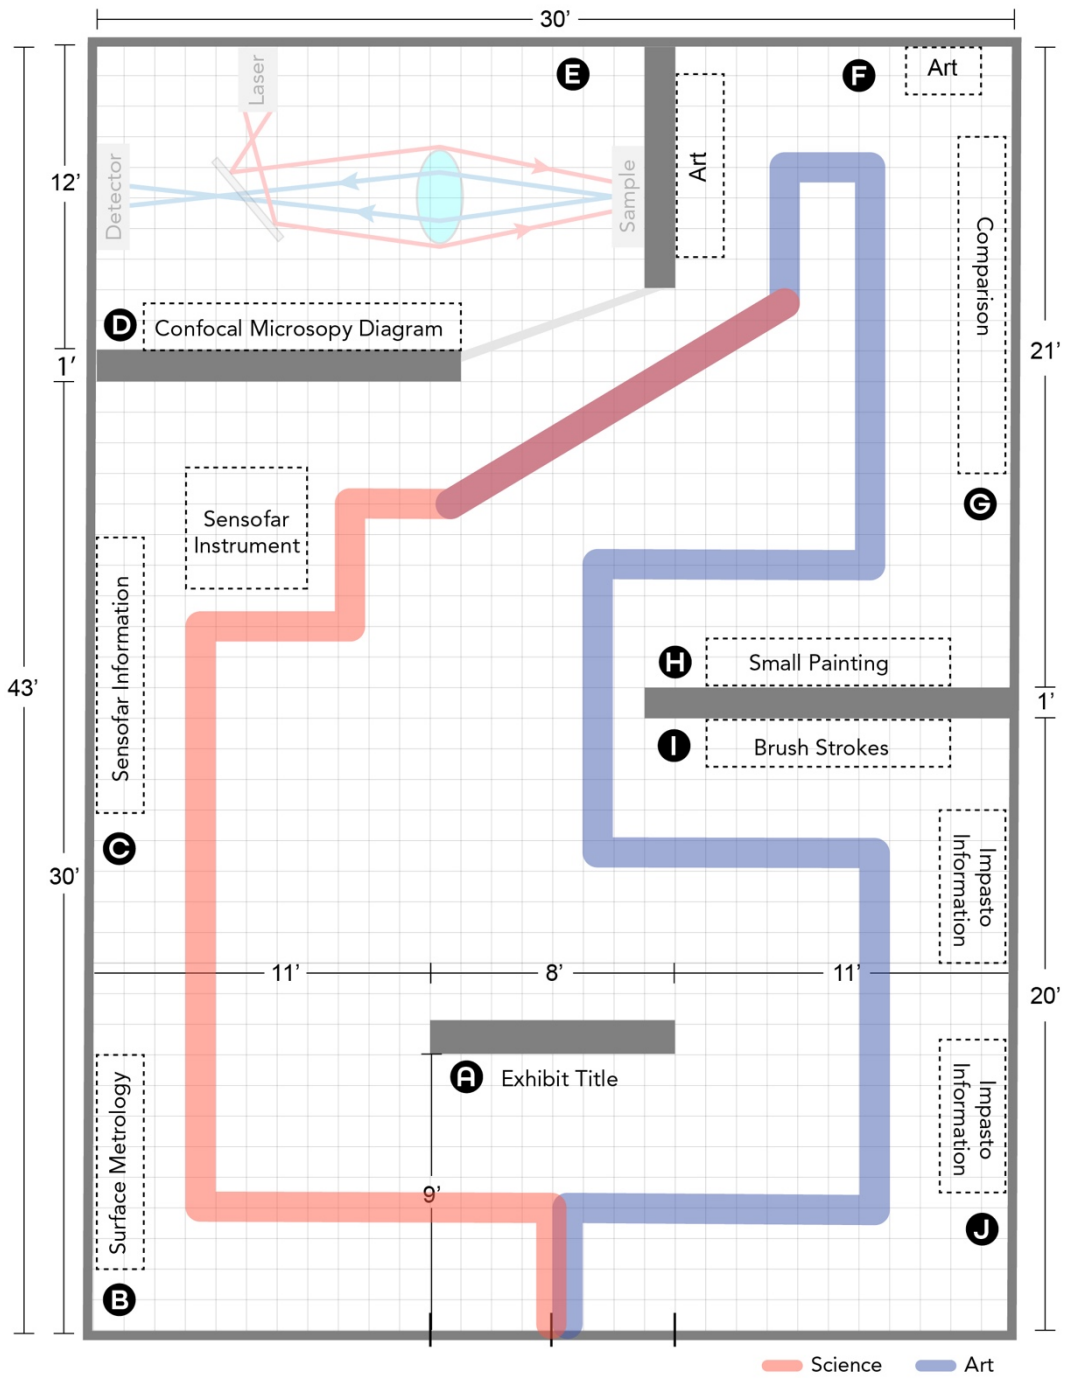 30’
E
F
Art
Laser
Detector
Sample
Art
12’
Comparison
D
Confocal Microsopy Diagram
1’
21’
G
Sensofar
Instrument
Sensofar Information
H
Small Painting
43’
1’
I
Brush Strokes
C
Impasto
Information
30’
11’
8’
11’
20’
A
Exhibit Title
Impasto
Information
Surface Metrology
9’
J
B
Science
Art